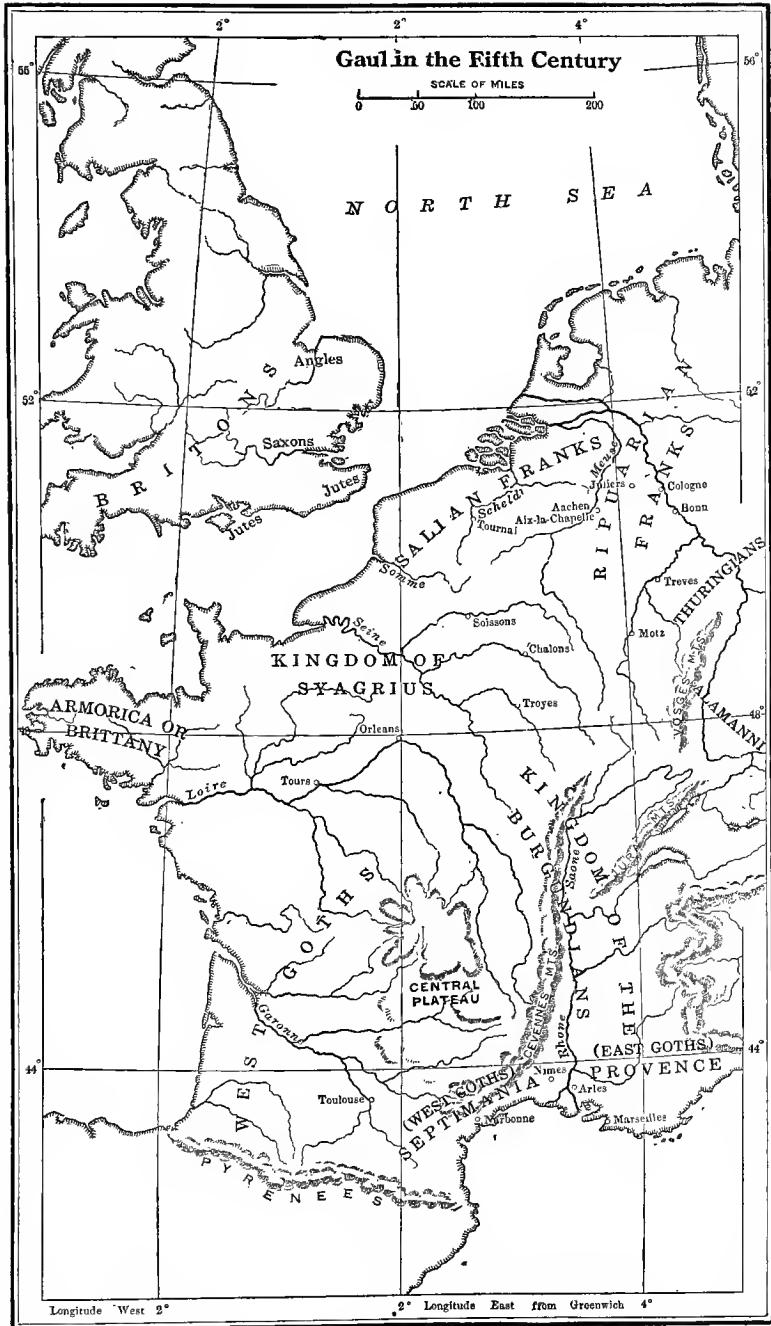 2° 2° 4°
Gaul in the Fifth Century
SCALE OF MILES
0 50 100 200
55° 56°
NORTH SEA
Angles
52° 52°
BRITONS
Saxons
Jutes
Jutes
SALIAN FRANKS
RIPUARIAN
FRANKS
Meuse
Scheldt
Juliers
Cologne
Aachen
Bonn
Aix-la-Chapelle
Tournai
Somme
Treves
THURINGIANS
Seine
Soissons
Motz
Chalons
KINGDOM OF
SYAGRIUS
VOSGES MTS.
ARMORICA OR
BRITTANY
Troyes
ALAMANNI
Orleans
48° 48°
Loire
Tours
KINGDOM OF THE
BURGUNDIANS
Saone
MTS.
WEST GOTHS
CENTRAL
PLATEAU
CEVENNES MTS.
Garonne
Rhone
44° 44°
(EAST GOTHS)
PROVENCE
(WEST GOTHS)
SEPTIMANIA
Nimes
Arles
Toulouse
Narbonne
Marseilles
PYRENEES
Longitude West 2° 2° Longitude East from Greenwich 4°